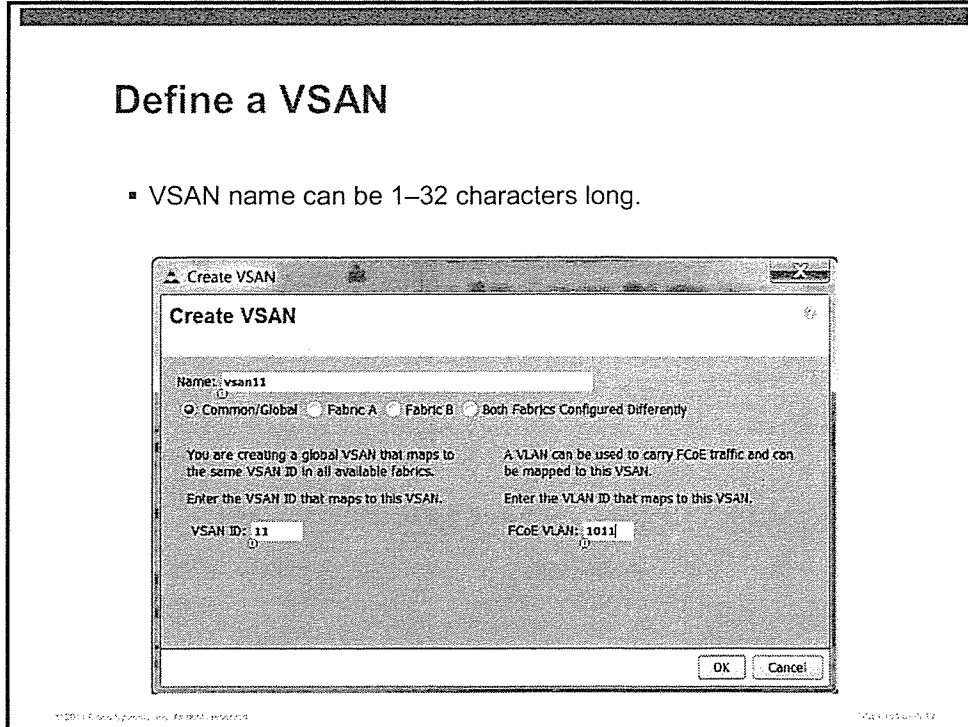 Define a VSAN
▪ VSAN name can be 1–32 characters long.
Create VSAN
X
Create VSAN
Name: vsan11
Common/Global Fabric A Fabric B Both Fabrics Configured Differently
You are creating a global VSAN that maps to
the same VSAN ID in all available fabrics.
Enter the VSAN ID that maps to this VSAN.
VSAN ID: 11
A VLAN can be used to carry FCoE traffic and can
be mapped to this VSAN.
Enter the VLAN ID that maps to this VSAN.
FCoE VLAN: 1011
OK Cancel